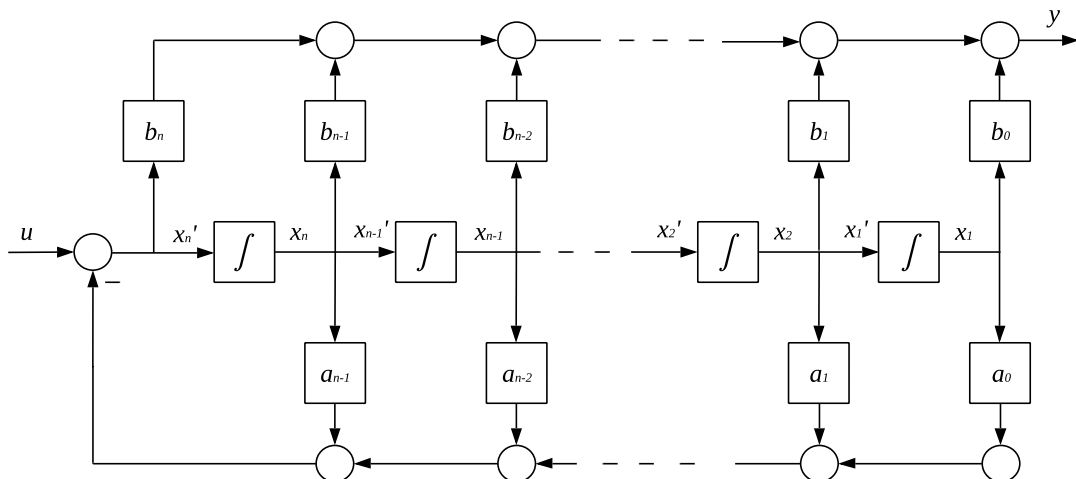 y
bₙ bₙ₋₁ bₙ₋₂ b₁ b₀
u xₙ' ∫ xₙ xₙ₋₁' ∫ xₙ₋₁ x₂' ∫ x₂ x₁' ∫ x₁
−
aₙ₋₁ aₙ₋₂ a₁ a₀